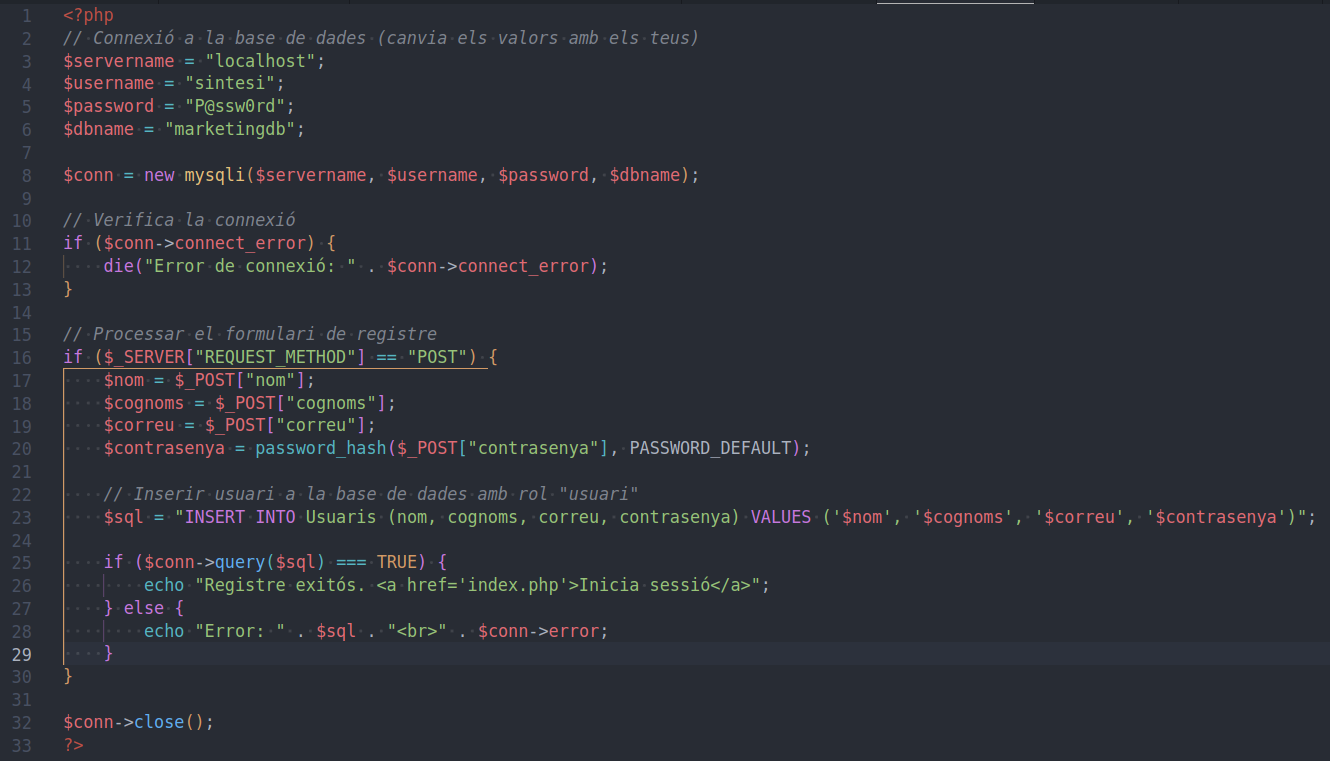 1 <?php
2 // Connexió a la base de dades (canvia els valors amb els teus)
3 $servername = "localhost";
4 $username = "sintesi";
5 $password = "P@ssw0rd";
6 $dbname = "marketingdb";
7
8 $conn = new mysqli($servername, $username, $password, $dbname);
9
10 // Verifica la connexió
11 if ($conn->connect_error) {
12     die("Error de connexió: " . $conn->connect_error);
13 }
14
15 // Processar el formulari de registre
16 if ($_SERVER["REQUEST_METHOD"] == "POST") {
17     $nom = $_POST["nom"];
18     $cognoms = $_POST["cognoms"];
19     $correu = $_POST["correu"];
20     $contrasenya = password_hash($_POST["contrasenya"], PASSWORD_DEFAULT);
21
22     // Inserir usuari a la base de dades amb rol "usuari"
23     $sql = "INSERT INTO Usuaris (nom, cognoms, correu, contrasenya) VALUES ('$nom', '$cognoms', '$correu', '$contrasenya')";
24
25     if ($conn->query($sql) === TRUE) {
26         echo "Registre exitós. <a href='index.php'>Inicia sessió</a>";
27     } else {
28         echo "Error: " . $sql . "<br>" . $conn->error;
29     }
30 }
31
32 $conn->close();
33 ?>